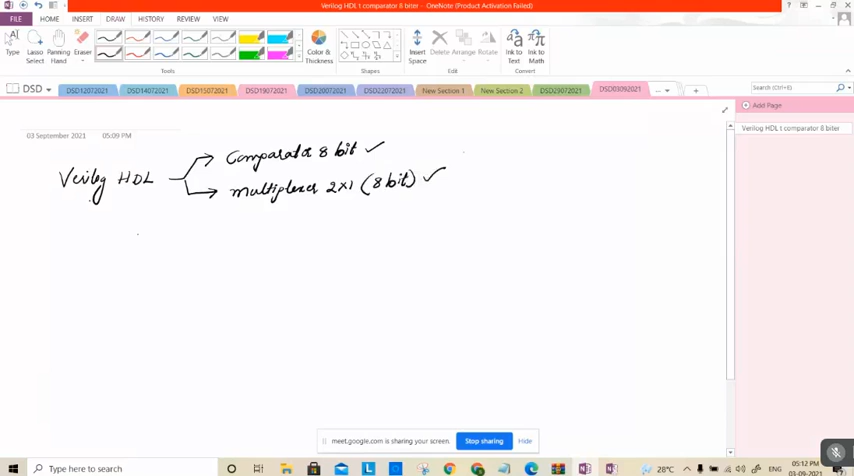 Verilog HDL t comparator 8 biter - OneNote (Product Activation Failed)
FILE HOME INSERT DRAW HISTORY REVIEW VIEW
Type
Lasso Select
Panning Hand
Eraser
Color & Thickness
Insert Space
Delete Arrange Rotate
Ink to Text
Ink to Math
Tools Shapes Edit Convert
DSD DSD12072021 DSD14072021 DSD15072021 DSD19072021 DSD20072021 DSD22072021 New Section 1 New Section 2 DSD29072021 DSD03092021 ... + Search (Ctrl+E)
Add Page
Verilog HDL t comparator 8 biter
03 September 2021 05:09 PM
Comparator 8 bit ✓
Verilog HDL
multiplexer 2x1 (8 bit) ✓
meet.google.com is sharing your screen. Stop sharing Hide
Type here to search
28°C ENG 05:12 PM
03-09-2021